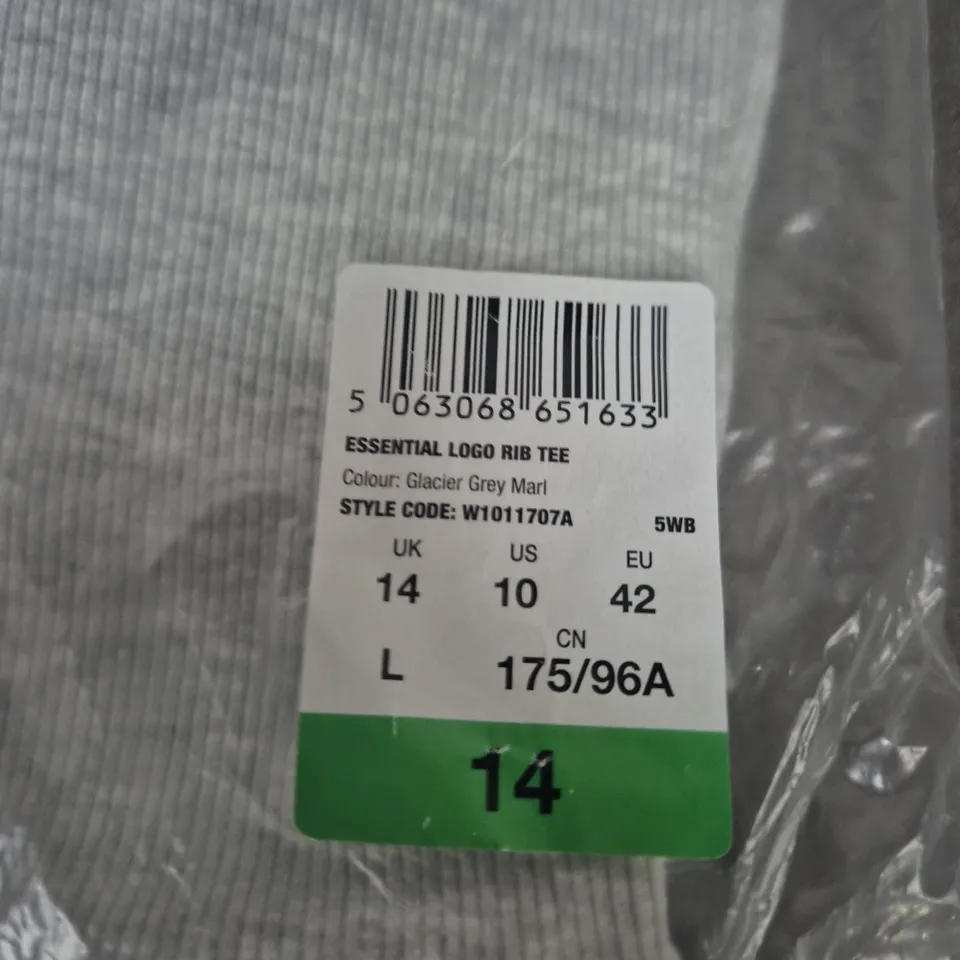 5 063068 651633
ESSENTIAL LOGO RIB TEE
Colour: Glacier Grey Marl
STYLE CODE: W1011707A 5WB
UK US EU
14 10 42
CN
L 175/96A
14